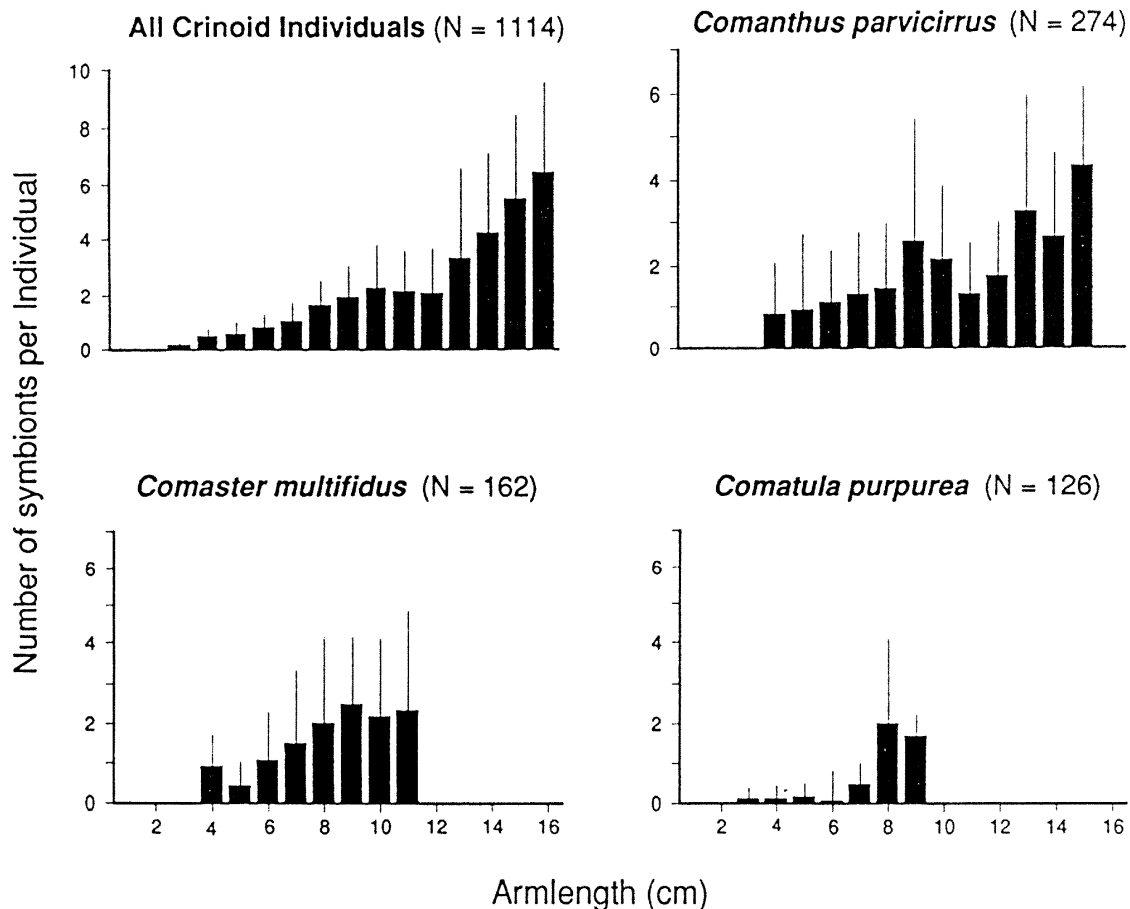 All Crinoid Individuals (N = 1114)
Comanthus parvicirrus (N = 274)
10
8
6
4
2
0
6
4
2
0
Number of symbionts per Individual
Comaster multifidus (N = 162)
Comatula purpurea (N = 126)
6
4
2
0
2 4 6 8 10 12 14 16
6
4
2
0
2 4 6 8 10 12 14 16
Armlength (cm)